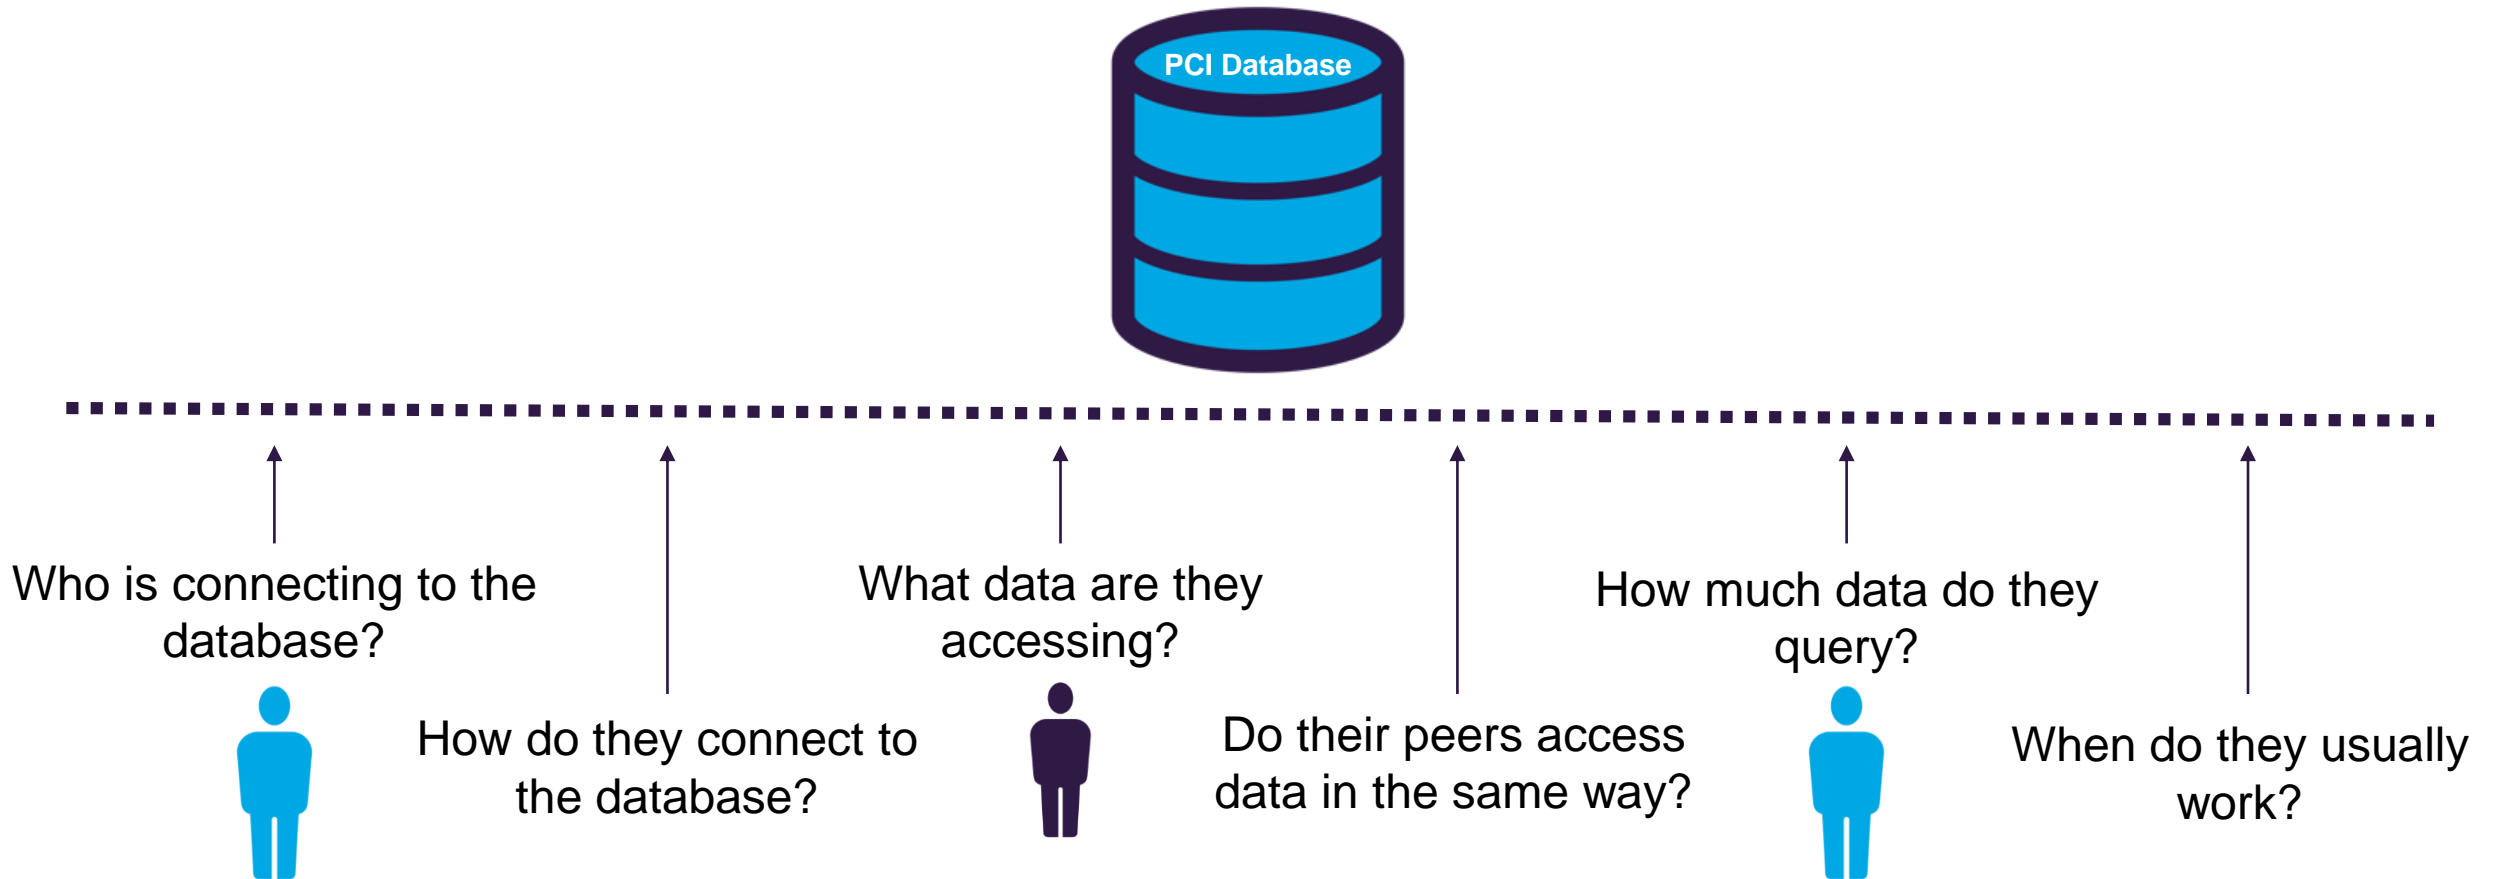 PCI Database
Who is connecting to the
database?
How do they connect to
the database?
What data are they
accessing?
Do their peers access
data in the same way?
How much data do they
query?
When do they usually
work?